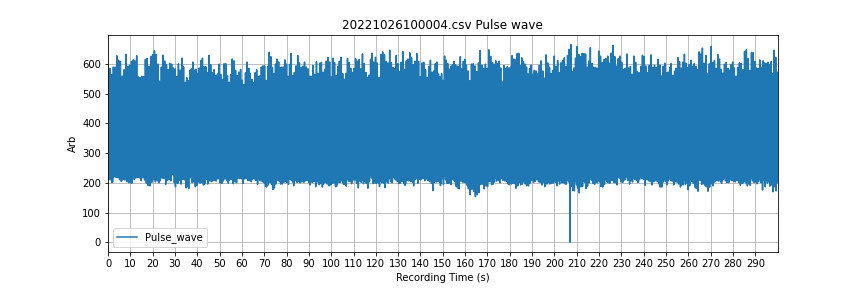 20221026100004.csv Pulse wave
600
500
400
300
200
100
0
Arb
Pulse_wave
0 10 20 30 40 50 60 70 80 90 100 110 120 130 140 150 160 170 180 190 200 210 220 230 240 250 260 270 280 290
Recording Time (s)